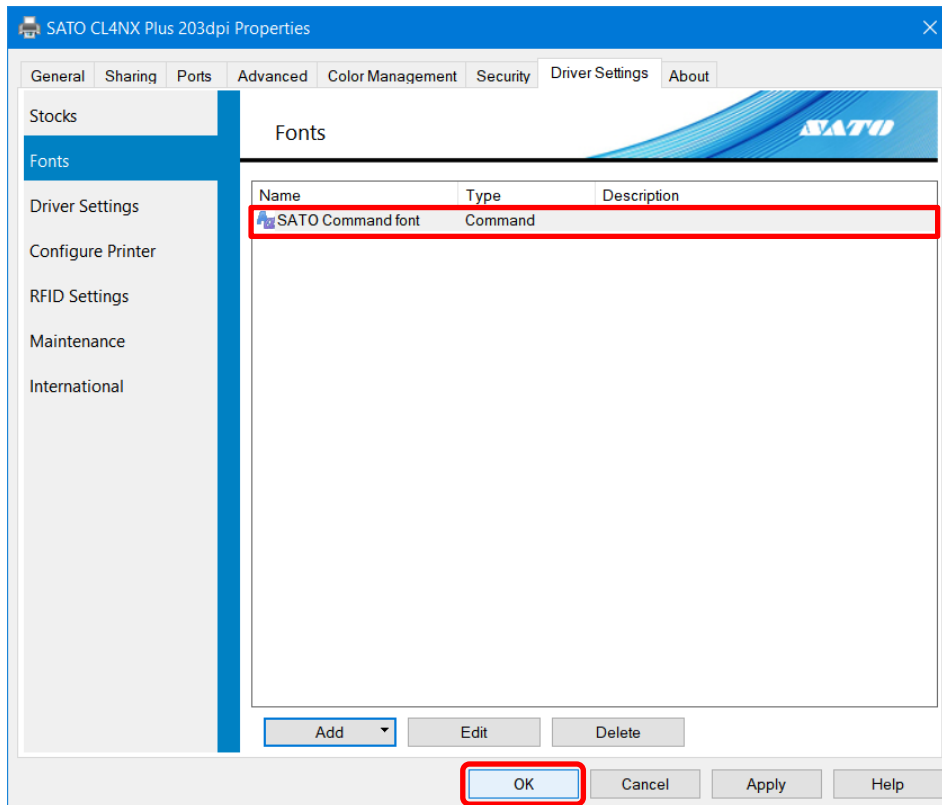 SATO CL4NX Plus 203dpi Properties
General Sharing Ports Advanced Color Management Security Driver Settings About
Stocks
Fonts
Driver Settings
Configure Printer
RFID Settings
Maintenance
International
Fonts
SATO
Name Type Description
SATO Command font Command
Add Edit Delete
OK Cancel Apply Help